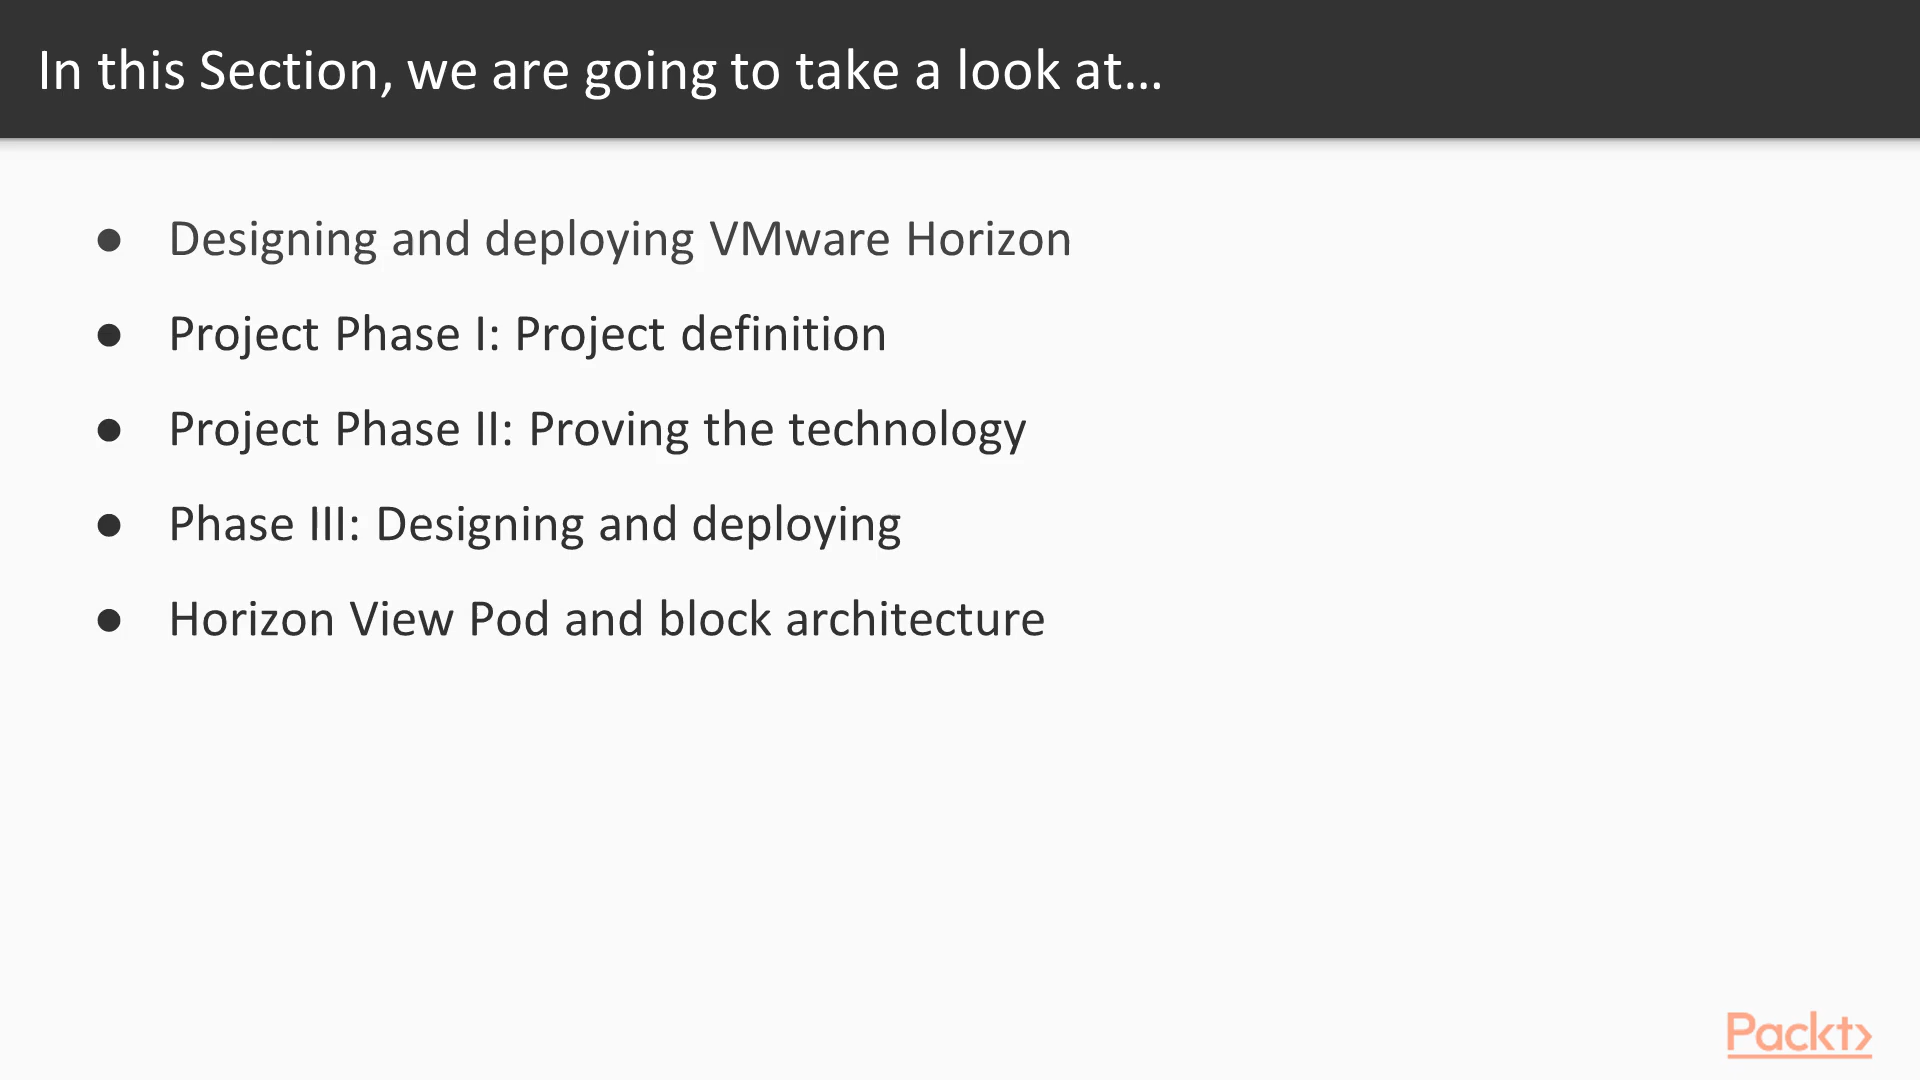 In this Section, we are going to take a look at...
● Designing and deploying VMware Horizon
● Project Phase I: Project definition
● Project Phase II: Proving the technology
● Phase III: Designing and deploying
● Horizon View Pod and block architecture
Packt>